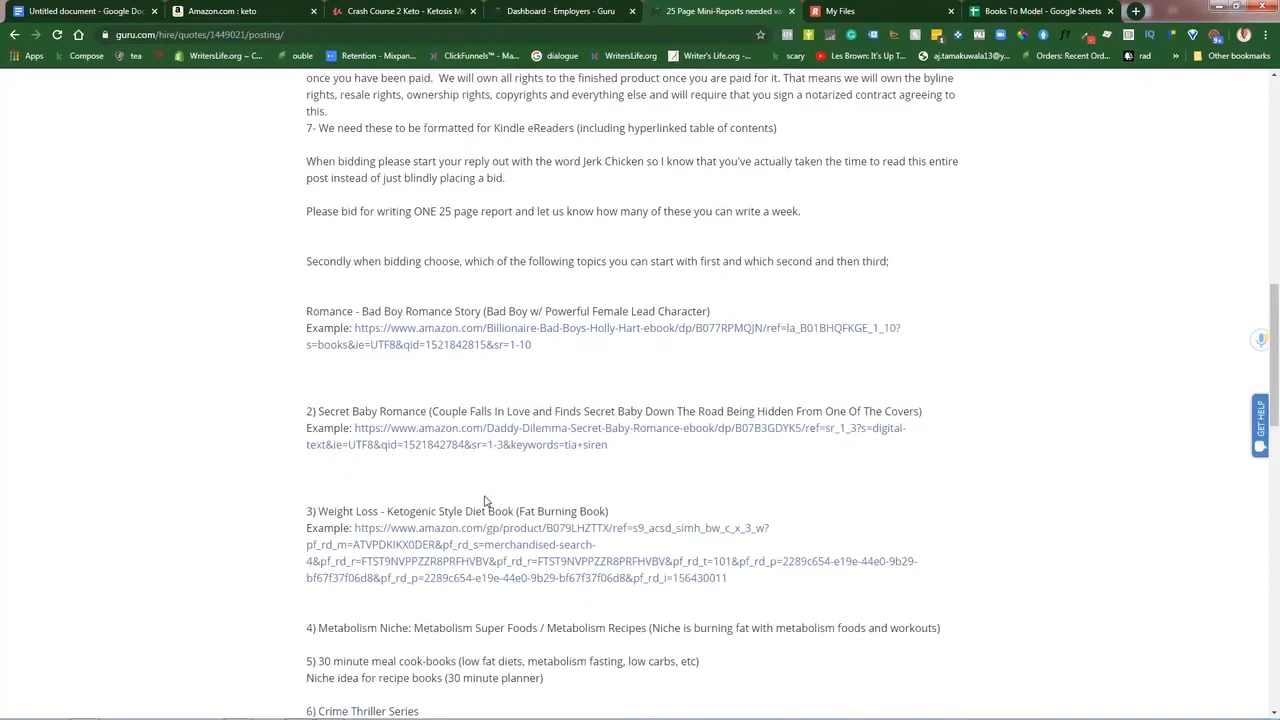 Untitled document - Google Doc
Amazon.com : keto
Crash Course 2 Keto - Ketosis M
Dashboard - Employers - Guru
25 Page Mini-Reports needed w
My Files
Books To Model - Google Sheets
guru.com/hire/quotes/1449021/posting/
Apps
Compose
tea
WritersLife.org
ouble
Retention - Mixpan...
ClickFunnels™ - Mark...
dialogue
WritersLife.org
Writer's Life.org -...
scary
Les Brown: It's Up T...
aj.tamakuwala13@y...
Orders: Recent Ord...
rad
»
Other bookmarks
once you have been paid. We will own all rights to the finished product once you are paid for it. That means we will own the byline
rights, resale rights, ownership rights, copyrights and everything else and will require that you sign a notarized contract agreeing to
this.
7- We need these to be formatted for Kindle eReaders (including hyperlinked table of contents)
When bidding please start your reply out with the word Jerk Chicken so I know that you've actually taken the time to read this entire
post instead of just blindly placing a bid.
Please bid for writing ONE 25 page report and let us know how many of these you can write a week.
Secondly when bidding choose, which of the following topics you can start with first and which second and then third;
Romance - Bad Boy Romance Story (Bad Boy w/ Powerful Female Lead Character)
Example: https://www.amazon.com/Billionaire-Bad-Boys-Holly-Hart-ebook/dp/B077RPMQJN/ref=la_B01BHQFKGE_1_10?
s=books&ie=UTF8&qid=1521842815&sr=1-10
2) Secret Baby Romance (Couple Falls In Love and Finds Secret Baby Down The Road Being Hidden From One Of The Covers)
Example: https://www.amazon.com/Daddy-Dilemma-Secret-Baby-Romance-ebook/dp/B07B3GDYK5/ref=sr_1_3?s=digital-
text&ie=UTF8&qid=1521842784&sr=1-3&keywords=tia+siren
3) Weight Loss - Ketogenic Style Diet Book (Fat Burning Book)
Example: https://www.amazon.com/gp/product/B079LHZTTX/ref=s9_acsd_simh_bw_c_x_3_w?
pf_rd_m=ATVPDKIKX0DER&pf_rd_s=merchandised-search-
4&pf_rd_r=FTST9NVPPZZR8PRFHVBV&pf_rd_r=FTST9NVPPZZR8PRFHVBV&pf_rd_t=101&pf_rd_p=2289c654-e19e-44e0-9b29-
bf67f37f06d8&pf_rd_p=2289c654-e19e-44e0-9b29-bf67f37f06d8&pf_rd_i=156430011
4) Metabolism Niche: Metabolism Super Foods / Metabolism Recipes (Niche is burning fat with metabolism foods and workouts)
5) 30 minute meal cook-books (low fat diets, metabolism fasting, low carbs, etc)
Niche idea for recipe books (30 minute planner)
6) Crime Thriller Series
GET HELP